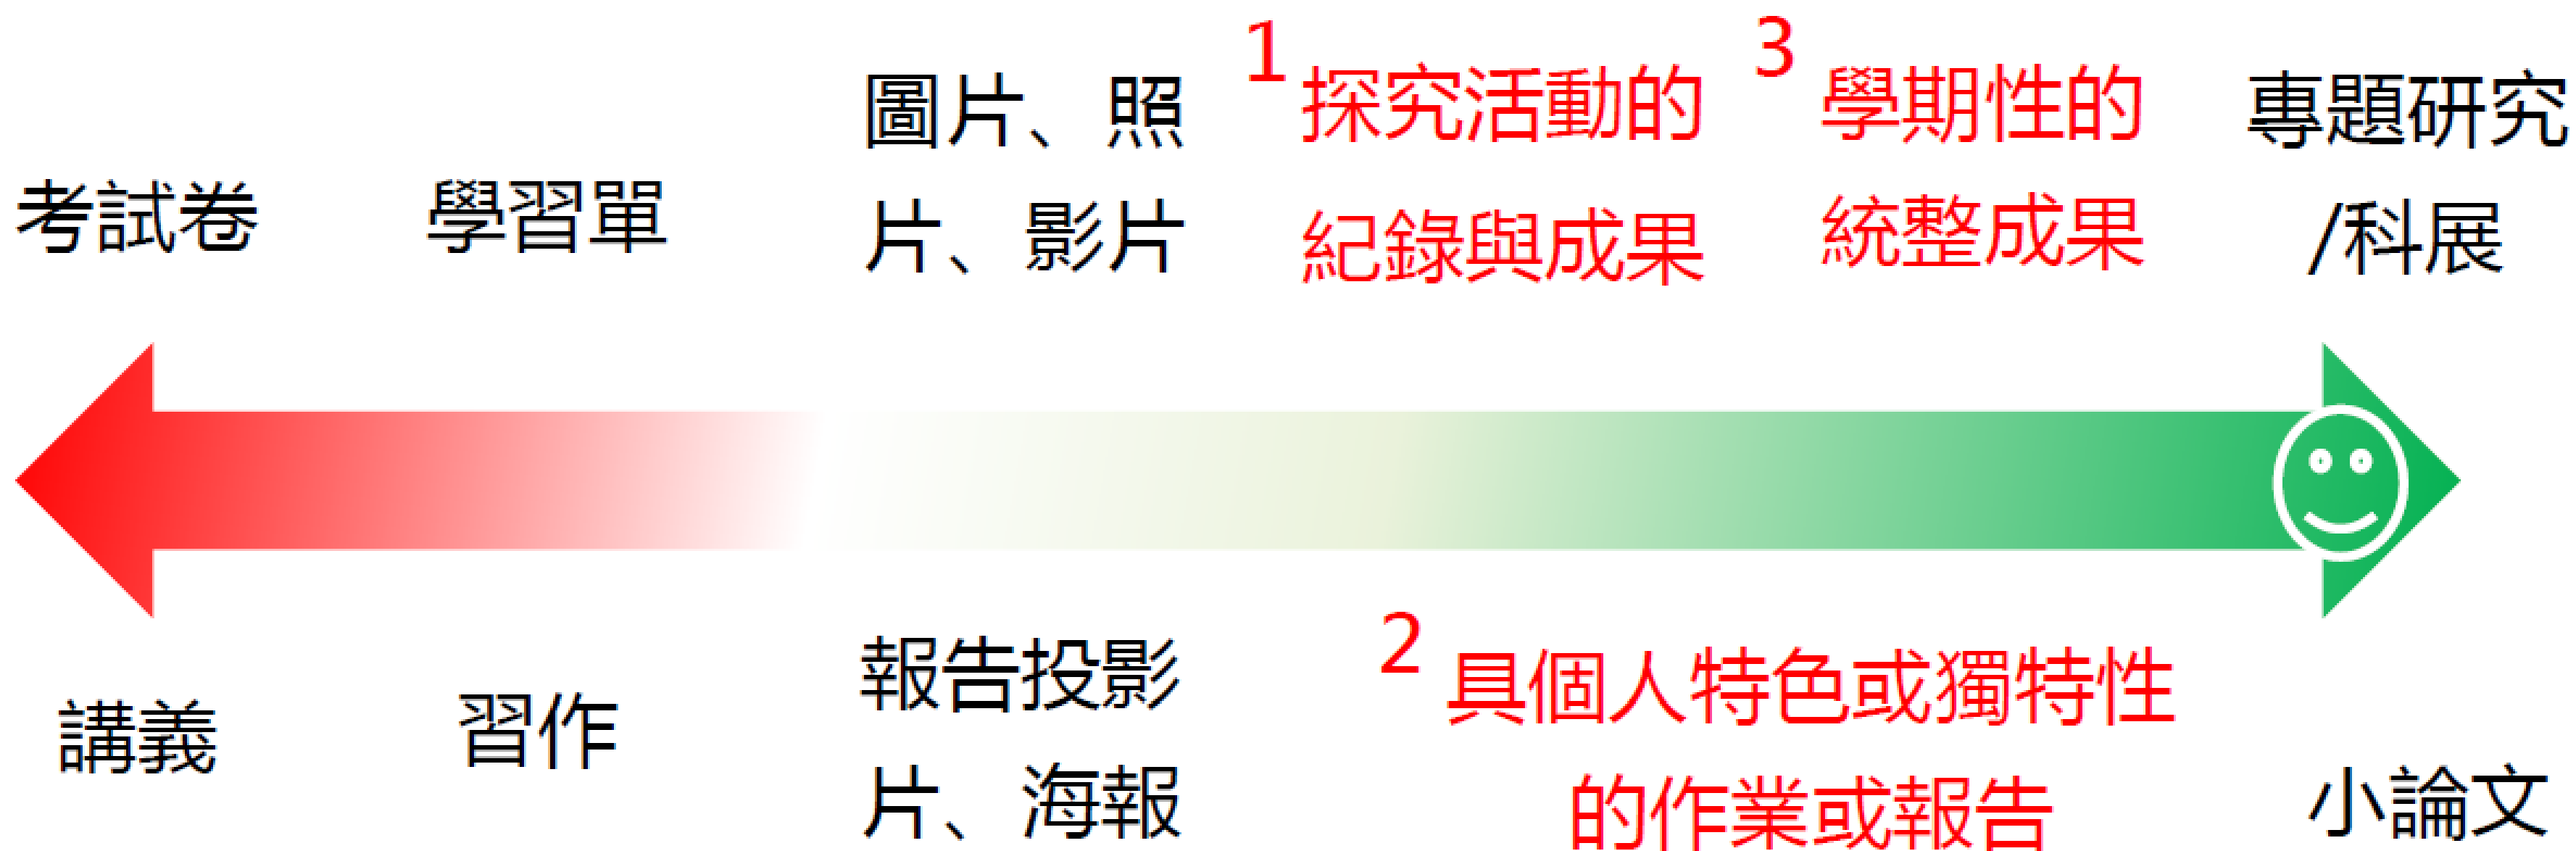 考試卷
學習單
圖片、照
片、影片
1
探究活動的
紀錄與成果
3
學期性的
統整成果
專題研究
/科展
講義
習作
報告投影
片、海報
2
具個人特色或獨特性
的作業或報告
小論文